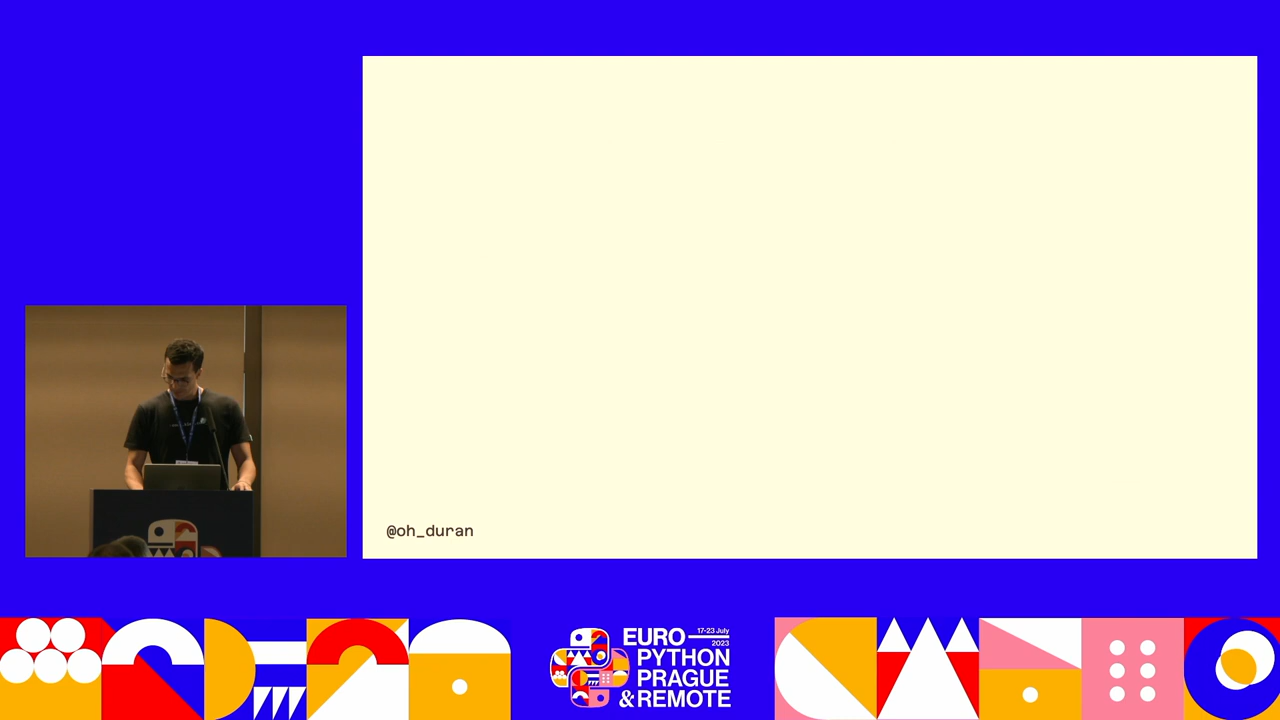 @oh_duran
EURO 17-23 July
2023
PYTHON
PRAGUE
& REMOTE